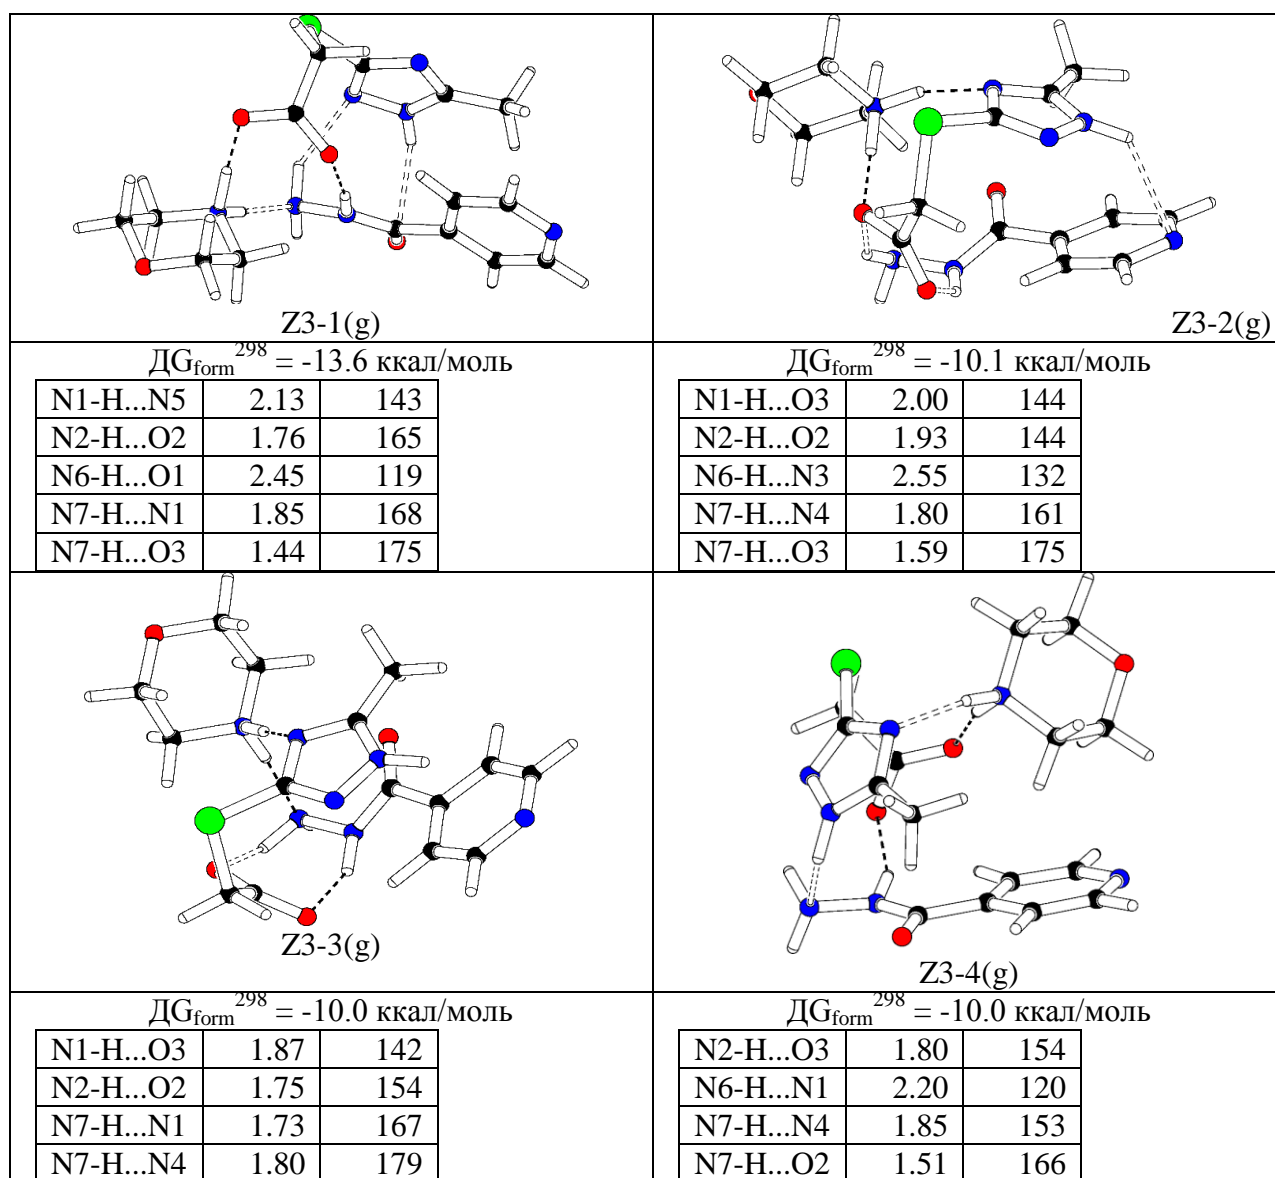 Z3-1(g)
Z3-2(g)
ДGform298 = -13.6 ккал/моль
N1-H...N5 2.13 143
N2-H...O2 1.76 165
N6-H...O1 2.45 119
N7-H...N1 1.85 168
N7-H...O3 1.44 175
ДGform298 = -10.1 ккал/моль
N1-H...O3 2.00 144
N2-H...O2 1.93 144
N6-H...N3 2.55 132
N7-H...N4 1.80 161
N7-H...O3 1.59 175
Z3-3(g)
Z3-4(g)
ДGform298 = -10.0 ккал/моль
N1-H...O3 1.87 142
N2-H...O2 1.75 154
N7-H...N1 1.73 167
N7-H...N4 1.80 179
ДGform298 = -10.0 ккал/моль
N2-H...O3 1.80 154
N6-H...N1 2.20 120
N7-H...N4 1.85 153
N7-H...O2 1.51 166